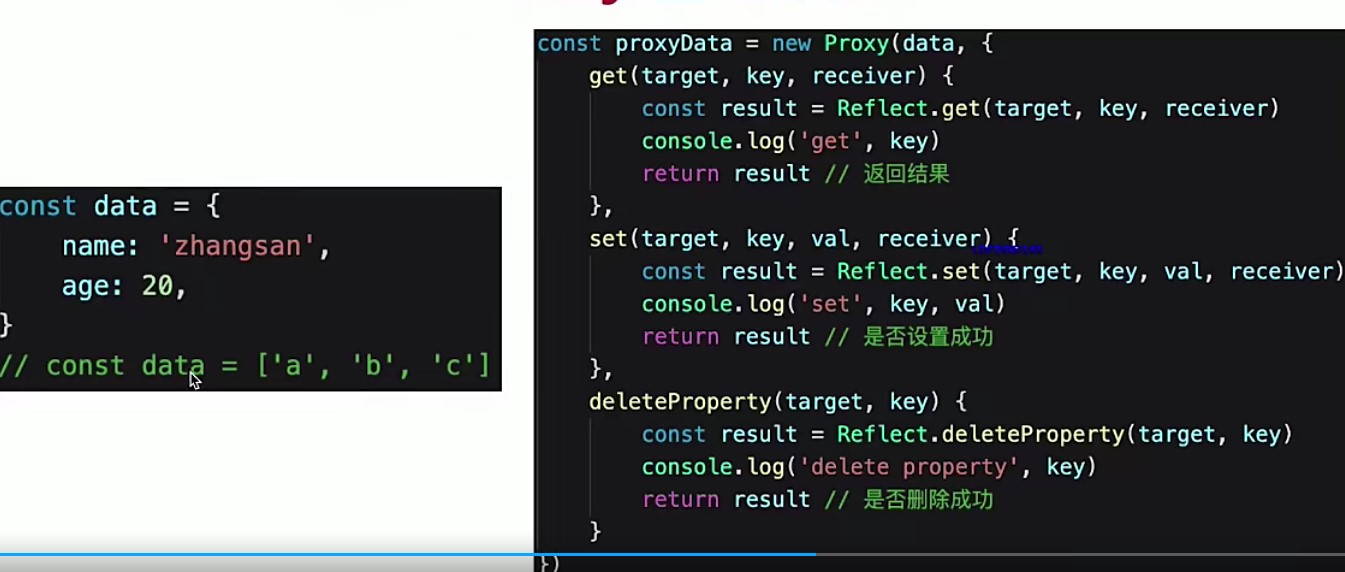 const data = {
    name: 'zhangsan',
    age: 20,
}
// const data = ['a', 'b', 'c']
const proxyData = new Proxy(data, {
    get(target, key, receiver) {
        const result = Reflect.get(target, key, receiver)
        console.log('get', key)
        return result // 返回结果
    },
    set(target, key, val, receiver) {
        const result = Reflect.set(target, key, val, receiver)
        console.log('set', key, val)
        return result // 是否设置成功
    },
    deleteProperty(target, key) {
        const result = Reflect.deleteProperty(target, key)
        console.log('delete property', key)
        return result // 是否删除成功
    }
})